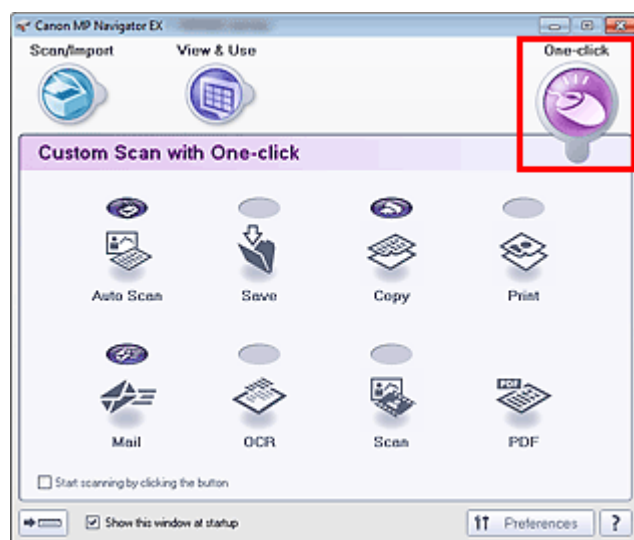 Canon MP Navigator EX
Scan/Import View & Use One-click
Custom Scan with One-click
Auto Scan Save Copy Print
PDF
Mail OCR Scan PDF
Start scanning by clicking the button
Show this window at startup Preferences ?